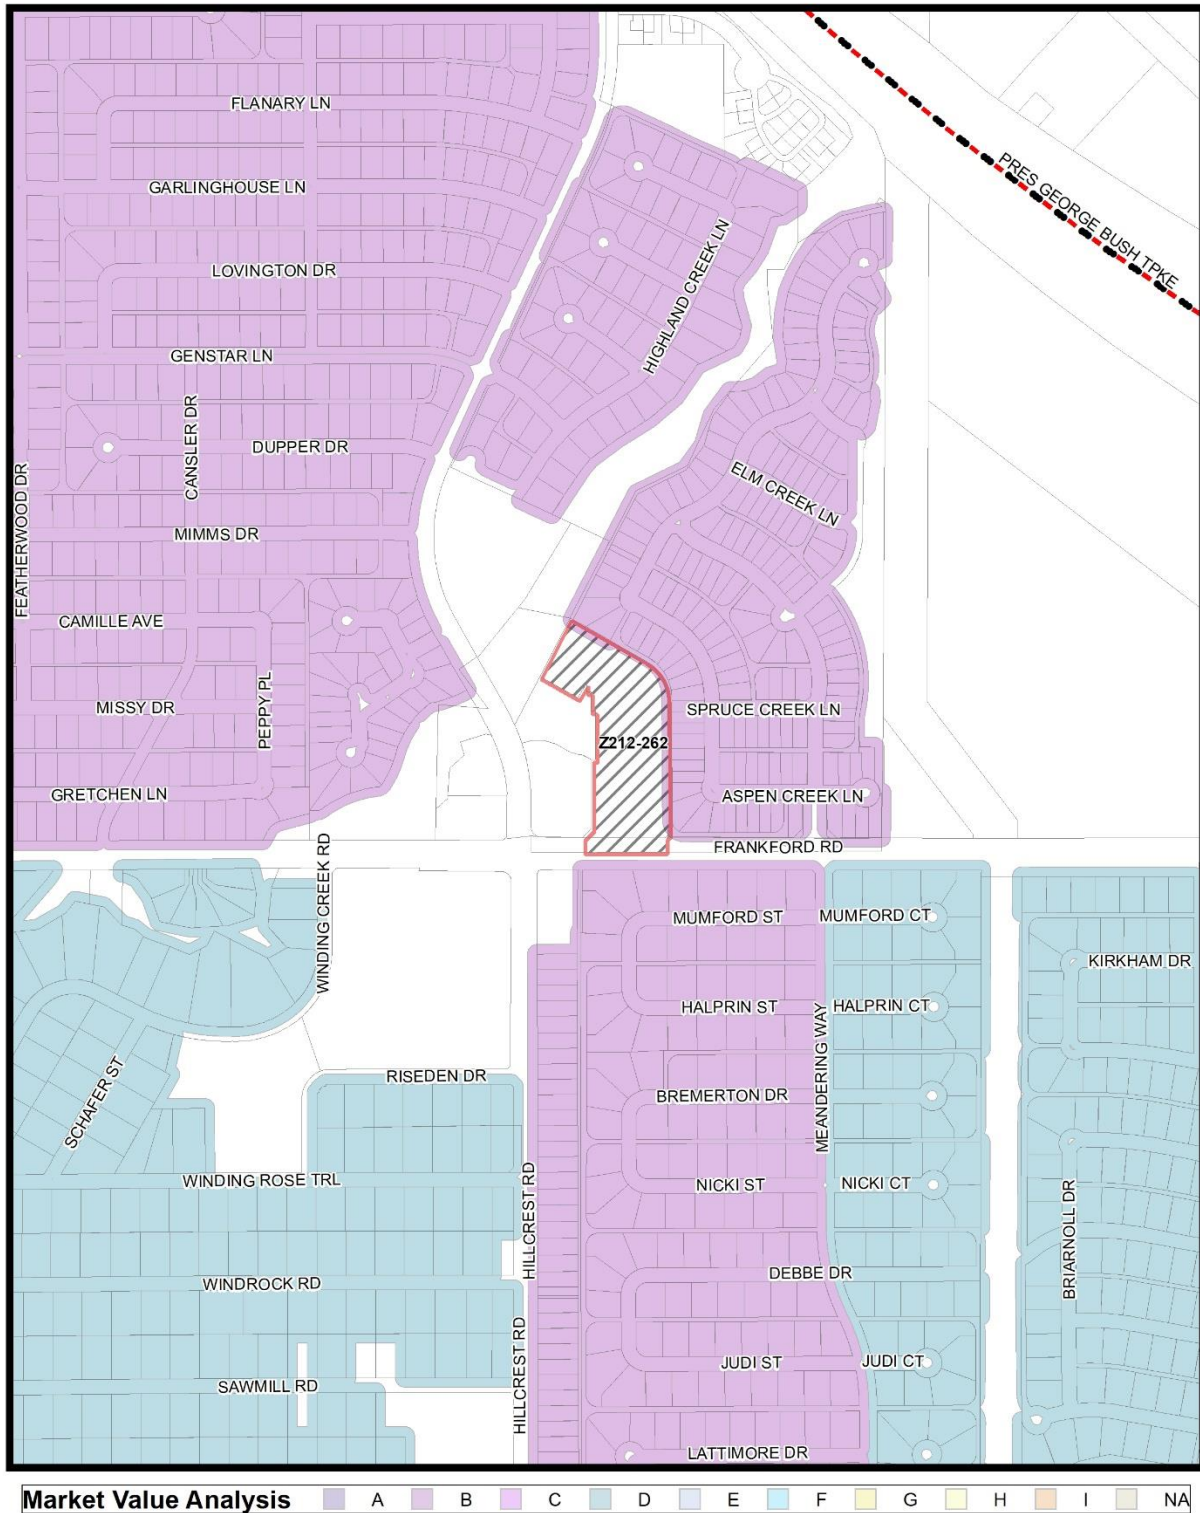 FLANARY LN
PRES GEORGE BUSH TPKE
GARLINGHOUSE LN
HIGHLAND CREEK LN
LOVINGTON DR
GENSTAR LN
CANSLER DR
DUPPER DR
FEATHERWOOD DR
ELM CREEK LN
MIMMS DR
CAMILLE AVE
PEPPY PL
MISSY DR
SPRUCE CREEK LN
Z212-262
GRETCHEN LN
ASPEN CREEK LN
FRANKFORD RD
WINDING CREEK RD
MUMFORD ST
MUMFORD CT
KIRKHAM DR
HALPRIN ST
HALPRIN CT
MEANDERING WAY
SCHAFER ST
RISEDEN DR
BREMERTON DR
WINDING ROSE TRL
HILLCREST RD
NICKI ST
NICKI CT
BRIARNOLL DR
WINDROCK RD
DEBBE DR
HILLCREST RD
JUDI ST
JUDI CT
SAWMILL RD
LATTIMORE DR
Market Value Analysis A B C D E F G H I NA